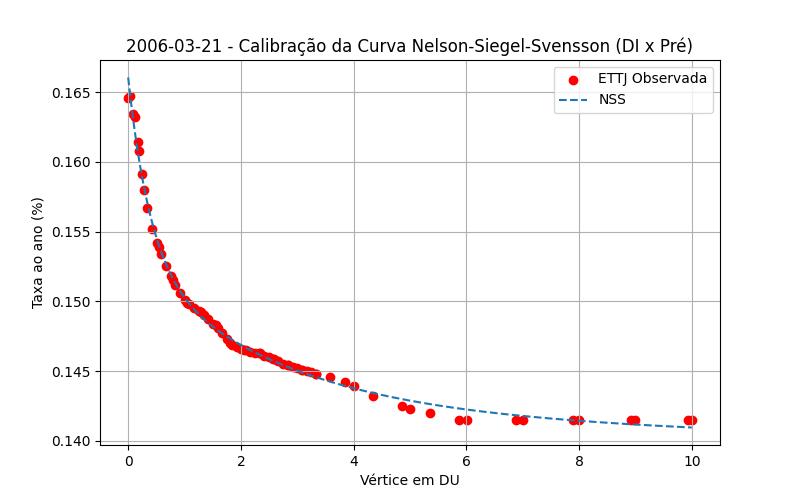 2006-03-21 - Calibração da Curva Nelson-Siegel-Svensson (DI x Pré)
ETTJ Observada
NSS
Taxa ao ano (%)
0.165
0.160
0.155
0.150
0.145
0.140
0 2 4 6 8 10
Vértice em DU